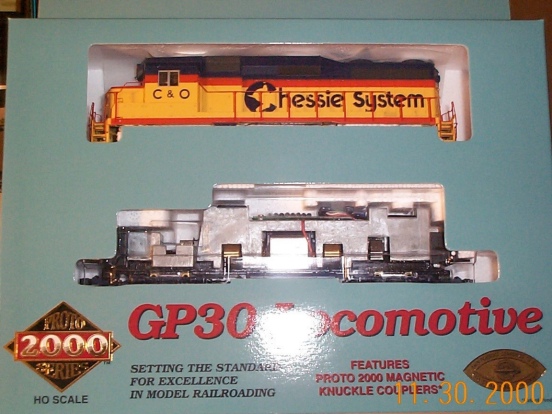 C & O
Chessie System
GP30 Locomotive
PROTO
2000
SERIES
HO SCALE
SETTING THE STANDARD
FOR EXCELLENCE
IN MODEL RAILROADING
FEATURES
PROTO 2000 MAGNETIC
KNUCKLE COUPLERS
11.30.2000